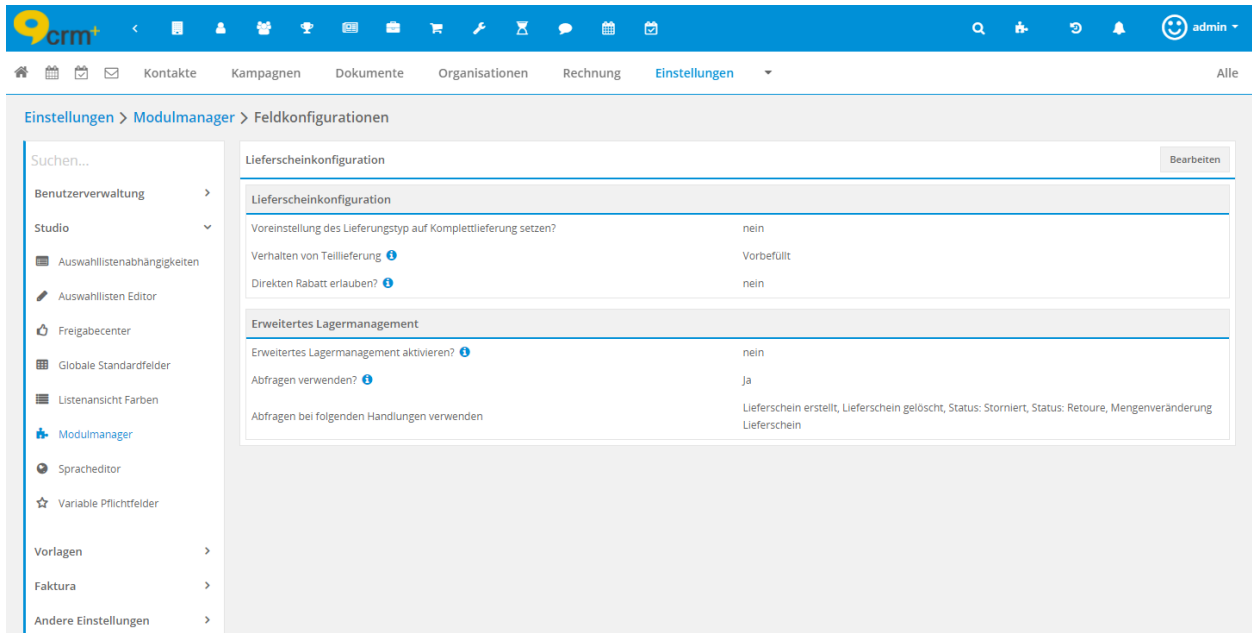 crm+
admin
Kontakte Kampagnen Dokumente Organisationen Rechnung Einstellungen Alle
Einstellungen > Modulmanager > Feldkonfigurationen
Suchen...
Benutzerverwaltung
Studio
Auswahllistenabhängigkeiten
Auswahllisten Editor
Freigabecenter
Globale Standardfelder
Listenansicht Farben
Modulmanager
Spracheditor
Variable Pflichtfelder
Vorlagen
Faktura
Andere Einstellungen
Lieferscheinkonfiguration Bearbeiten
Lieferscheinkonfiguration
Voreinstellung des Lieferungstyp auf Komplettlieferung setzen? nein
Verhalten von Teillieferung Vorbefüllt
Direkten Rabatt erlauben? nein
Erweitertes Lagermanagement
Erweitertes Lagermanagement aktivieren? nein
Abfragen verwenden? Ja
Abfragen bei folgenden Handlungen verwenden Lieferschein erstellt, Lieferschein gelöscht, Status: Storniert, Status: Retoure, Mengenveränderung
Lieferschein